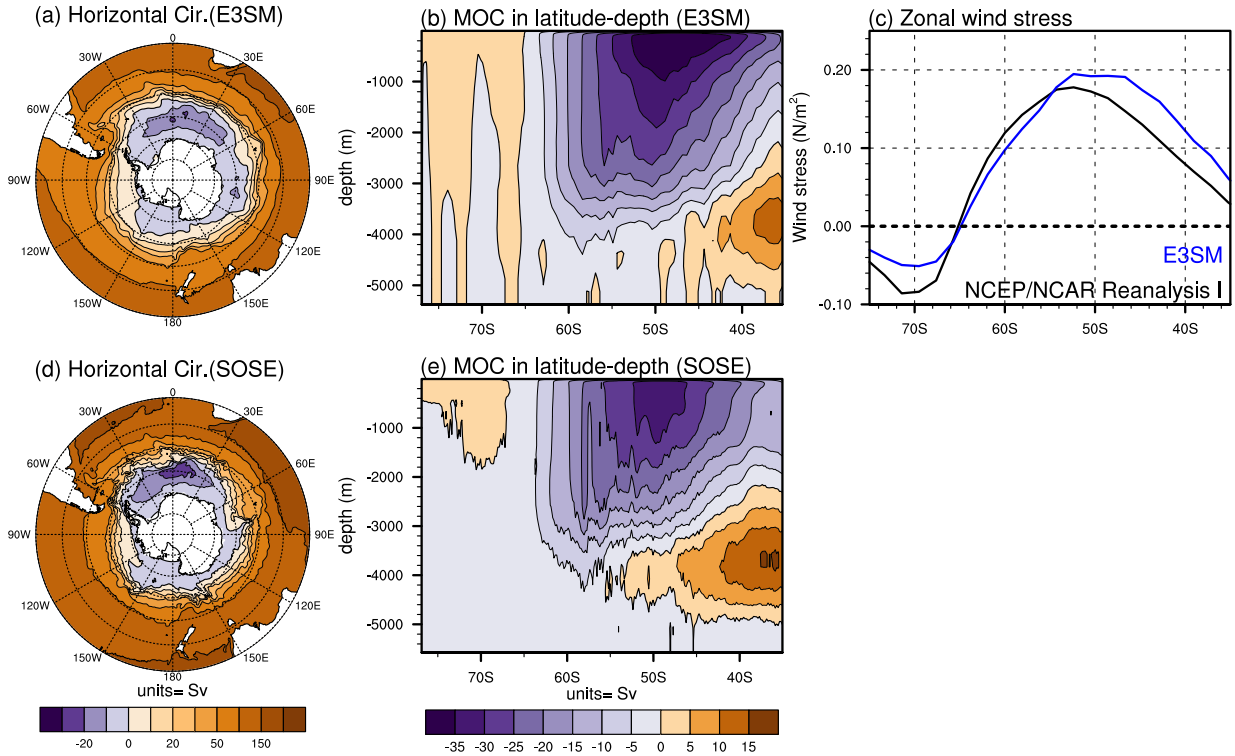 (a) Horizontal Cir.(E3SM)
0
30W
30E
60W
60E
90W
90E
120W
120E
150W
150E
180
(b) MOC in latitude-depth (E3SM)
depth (m)
-1000
-2000
-3000
-4000
-5000
70S
60S
50S
40S
(c) Zonal wind stress
Wind stress (N/m²)
0.20
0.10
0.00
-0.10
E3SM
NCEP/NCAR Reanalysis I
70S
60S
50S
40S
(d) Horizontal Cir.(SOSE)
0
30W
30E
60W
60E
90W
90E
120W
120E
150W
150E
180
units= Sv
-20
0
20
50
150
(e) MOC in latitude-depth (SOSE)
depth (m)
-1000
-2000
-3000
-4000
-5000
70S
60S
50S
40S
units= Sv
-35
-30
-25
-20
-15
-10
-5
0
5
10
15